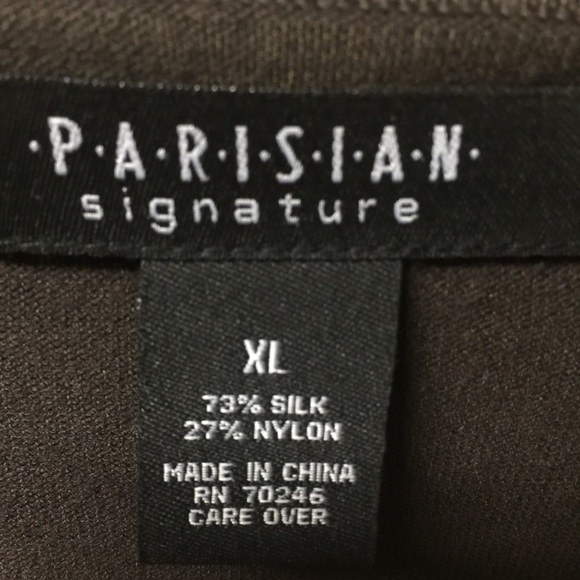 ·P·A·R·I·S·I·A·N·
signature
XL
73% SILK
27% NYLON
MADE IN CHINA
RN 70246
CARE OVER